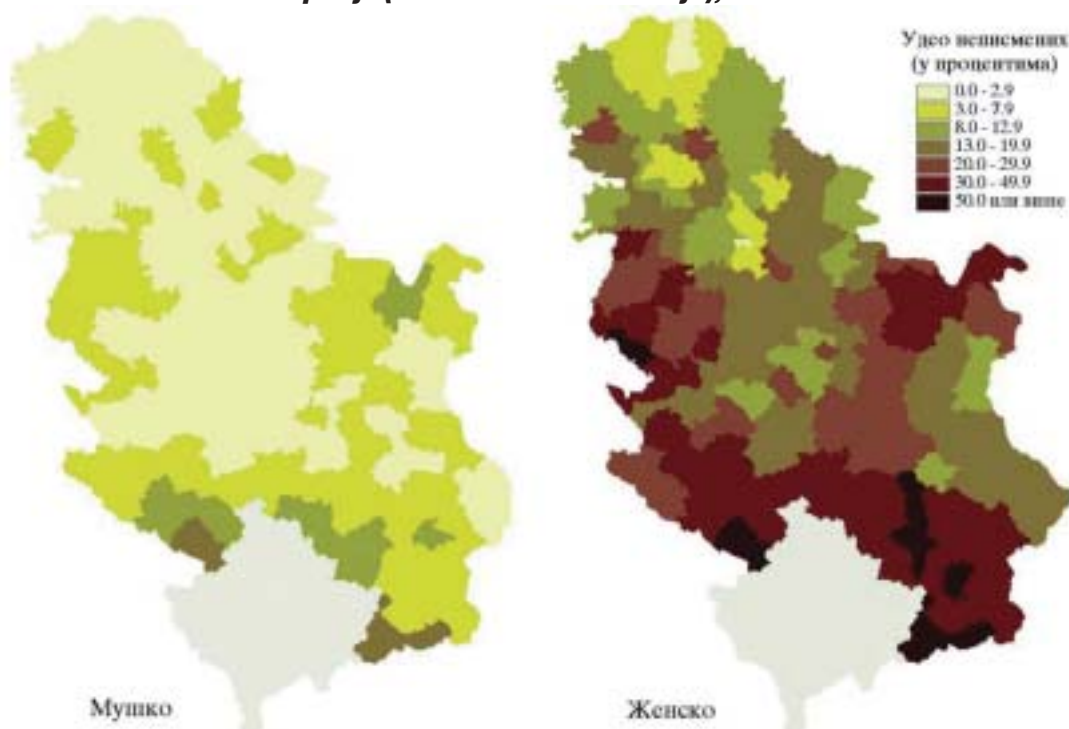 Удео неписмених
(у процентима)
0.0 - 2.9
3.0 - 7.9
8.0 - 12.9
13.0 - 19.9
20.0 - 29.9
30.0 - 49.9
50.0 или више
Мушко
Женско